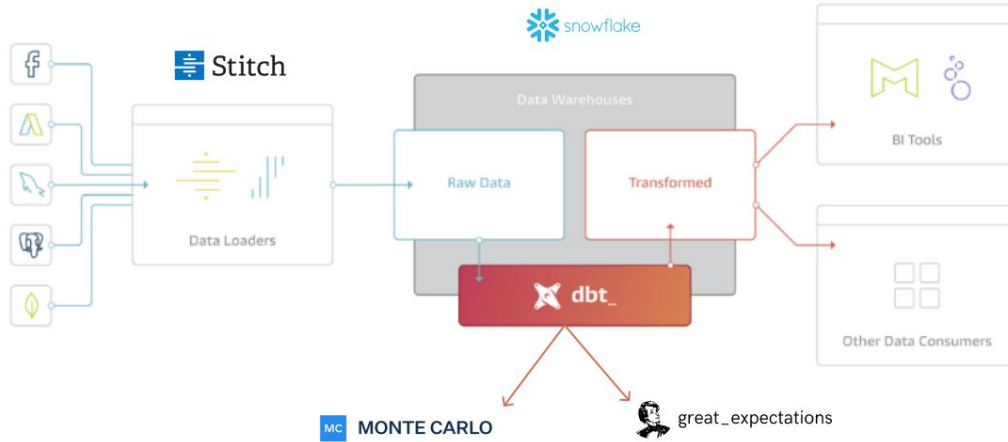 snowflake
Stitch
Data Warehouses
BI Tools
Raw Data
Transformed
Data Loaders
dbt_
Other Data Consumers
MC MONTE CARLO
great_expectations